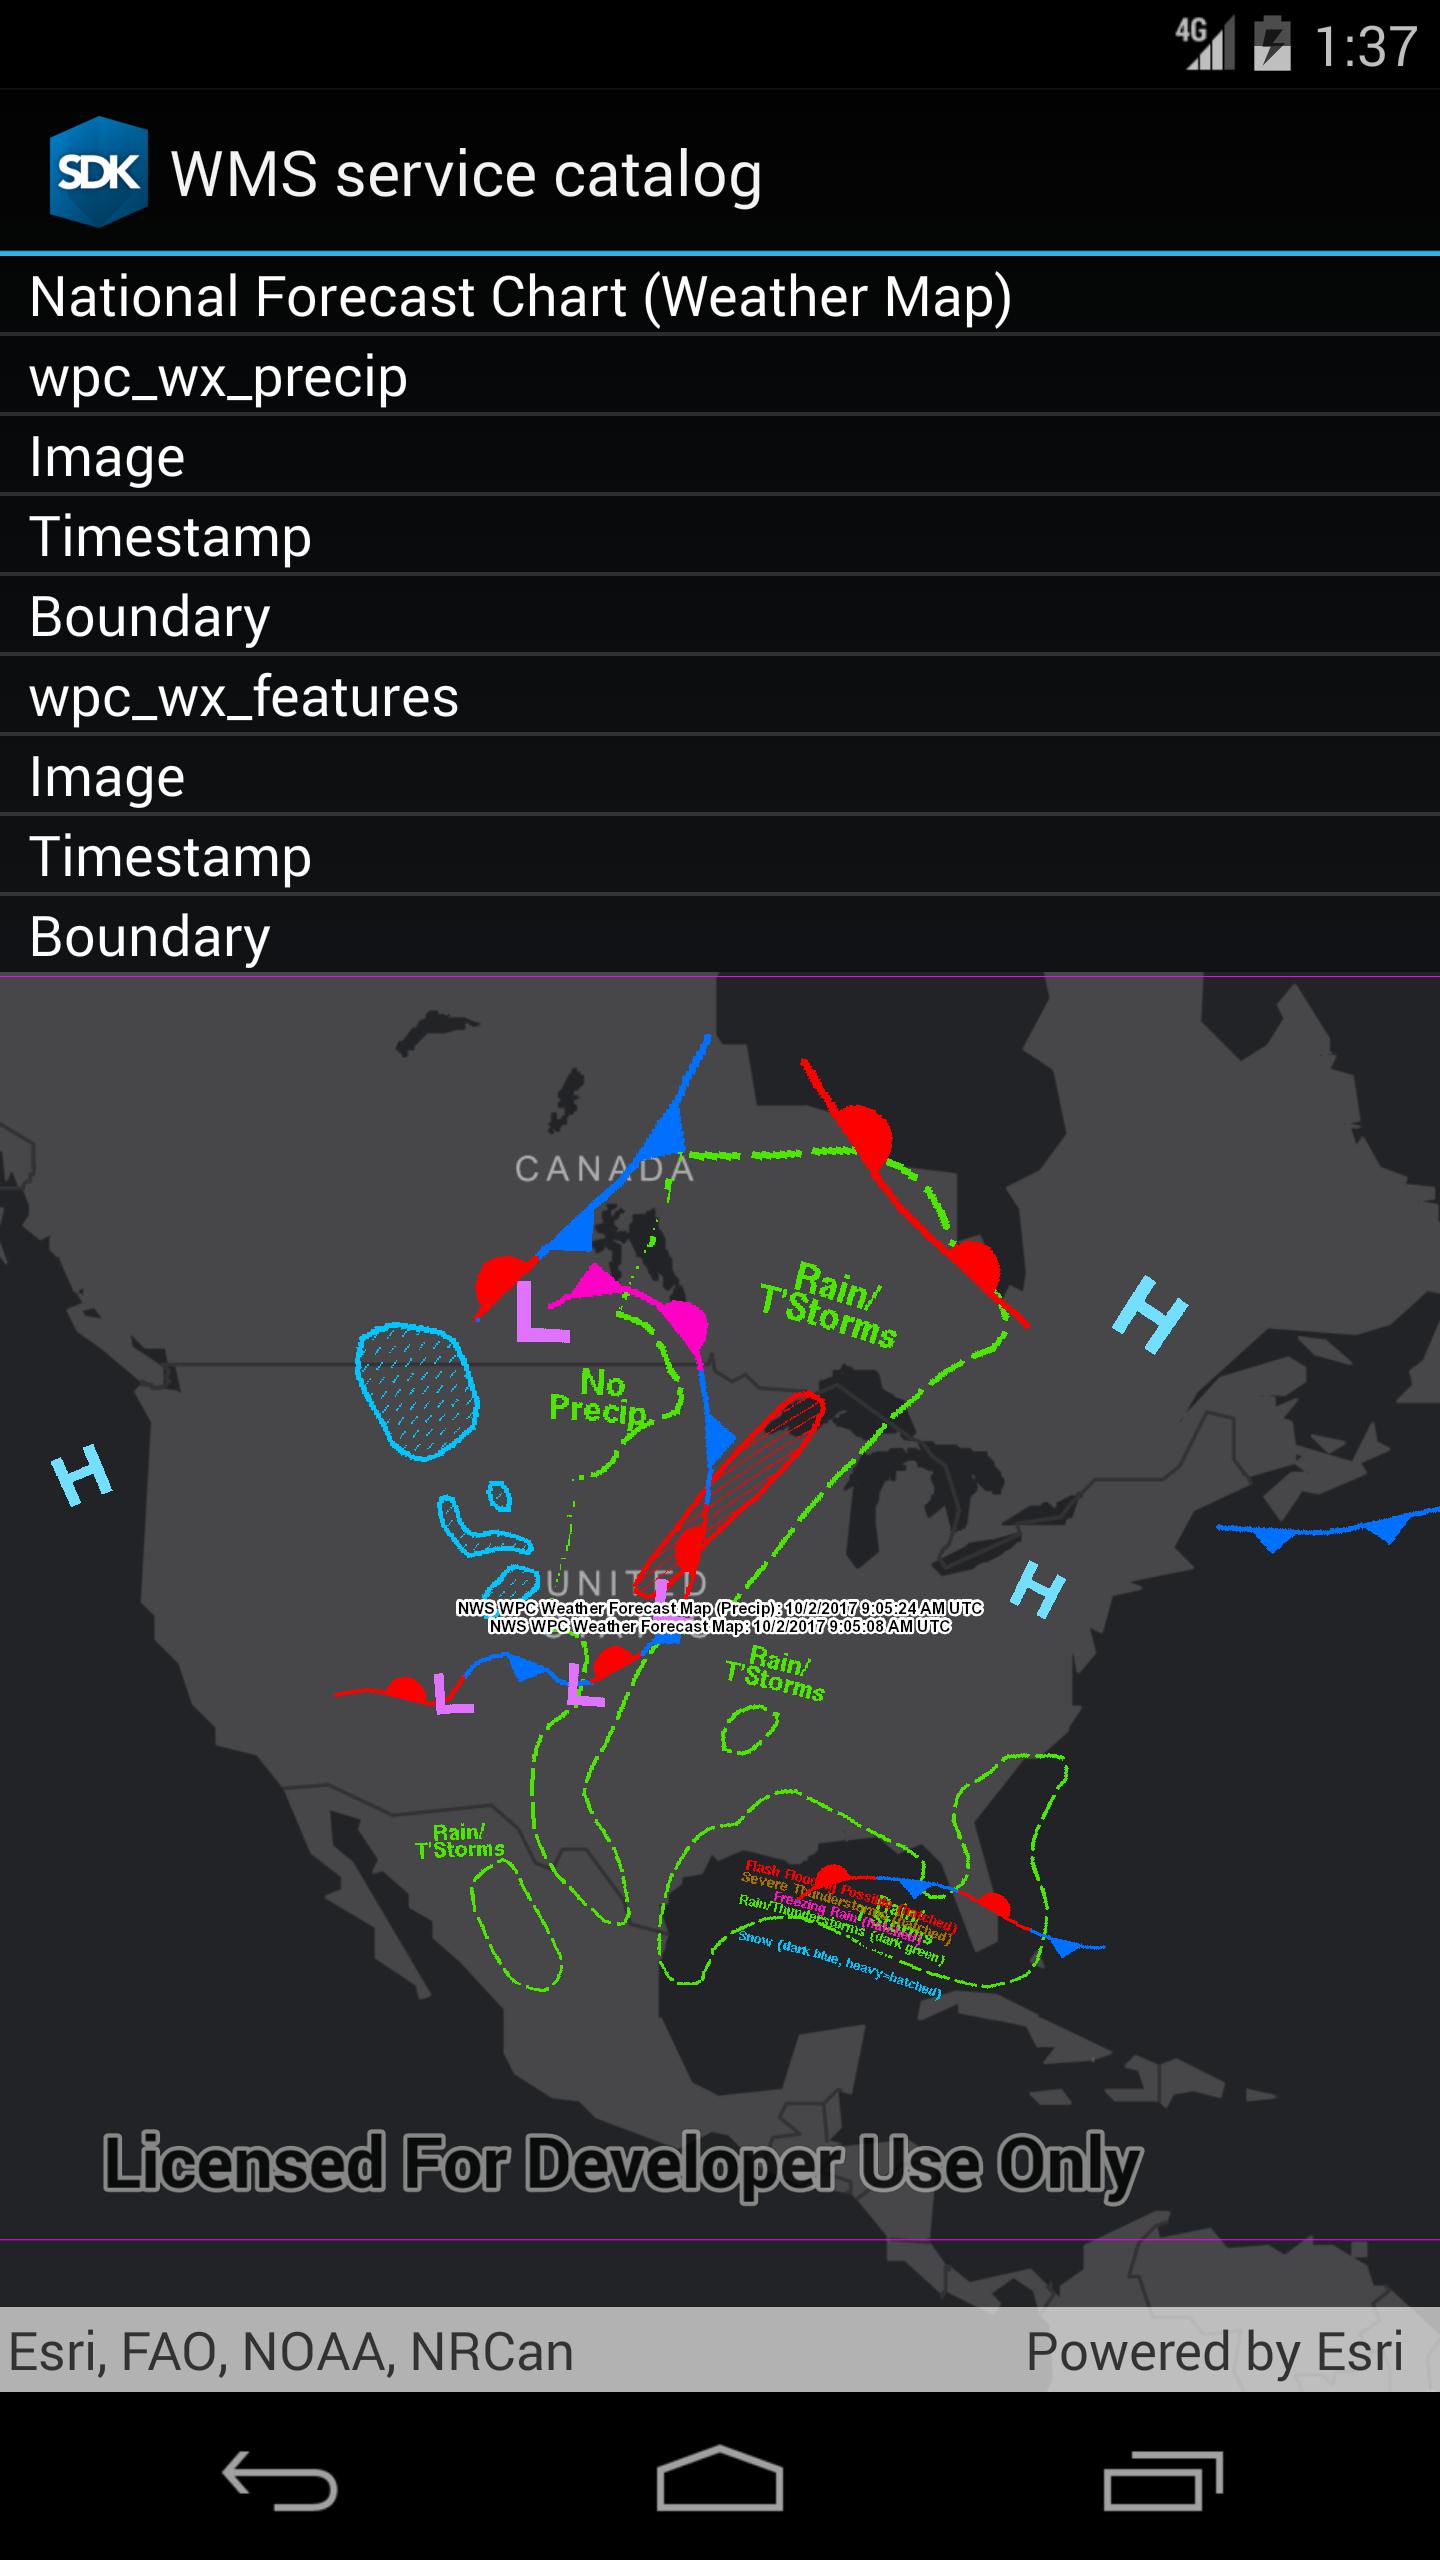 4G 1:37
SDK WMS service catalog
National Forecast Chart (Weather Map)
wpc_wx_precip
Image
Timestamp
Boundary
wpc_wx_features
Image
Timestamp
Boundary
CANADA
Rain/
T'Storms
H
L
No
Precip
H
H
UNITED
L
NWS WPC Weather Forecast Map (Precip): 10/2/2017 9:05:24 AM UTC
NWS WPC Weather Forecast Map: 10/2/2017 9:05:08 AM UTC
Rain/
T'Storms
L
L
Rain/
T'Storms
Flash Flooding Possible (hatched)
Severe Thunderstorms (hatched)
Freezing Rain (hatched)
Rain/Thunderstorms (dark green)
Snow (dark blue, heavy=hatched)
Licensed For Developer Use Only
Esri, FAO, NOAA, NRCan
Powered by Esri